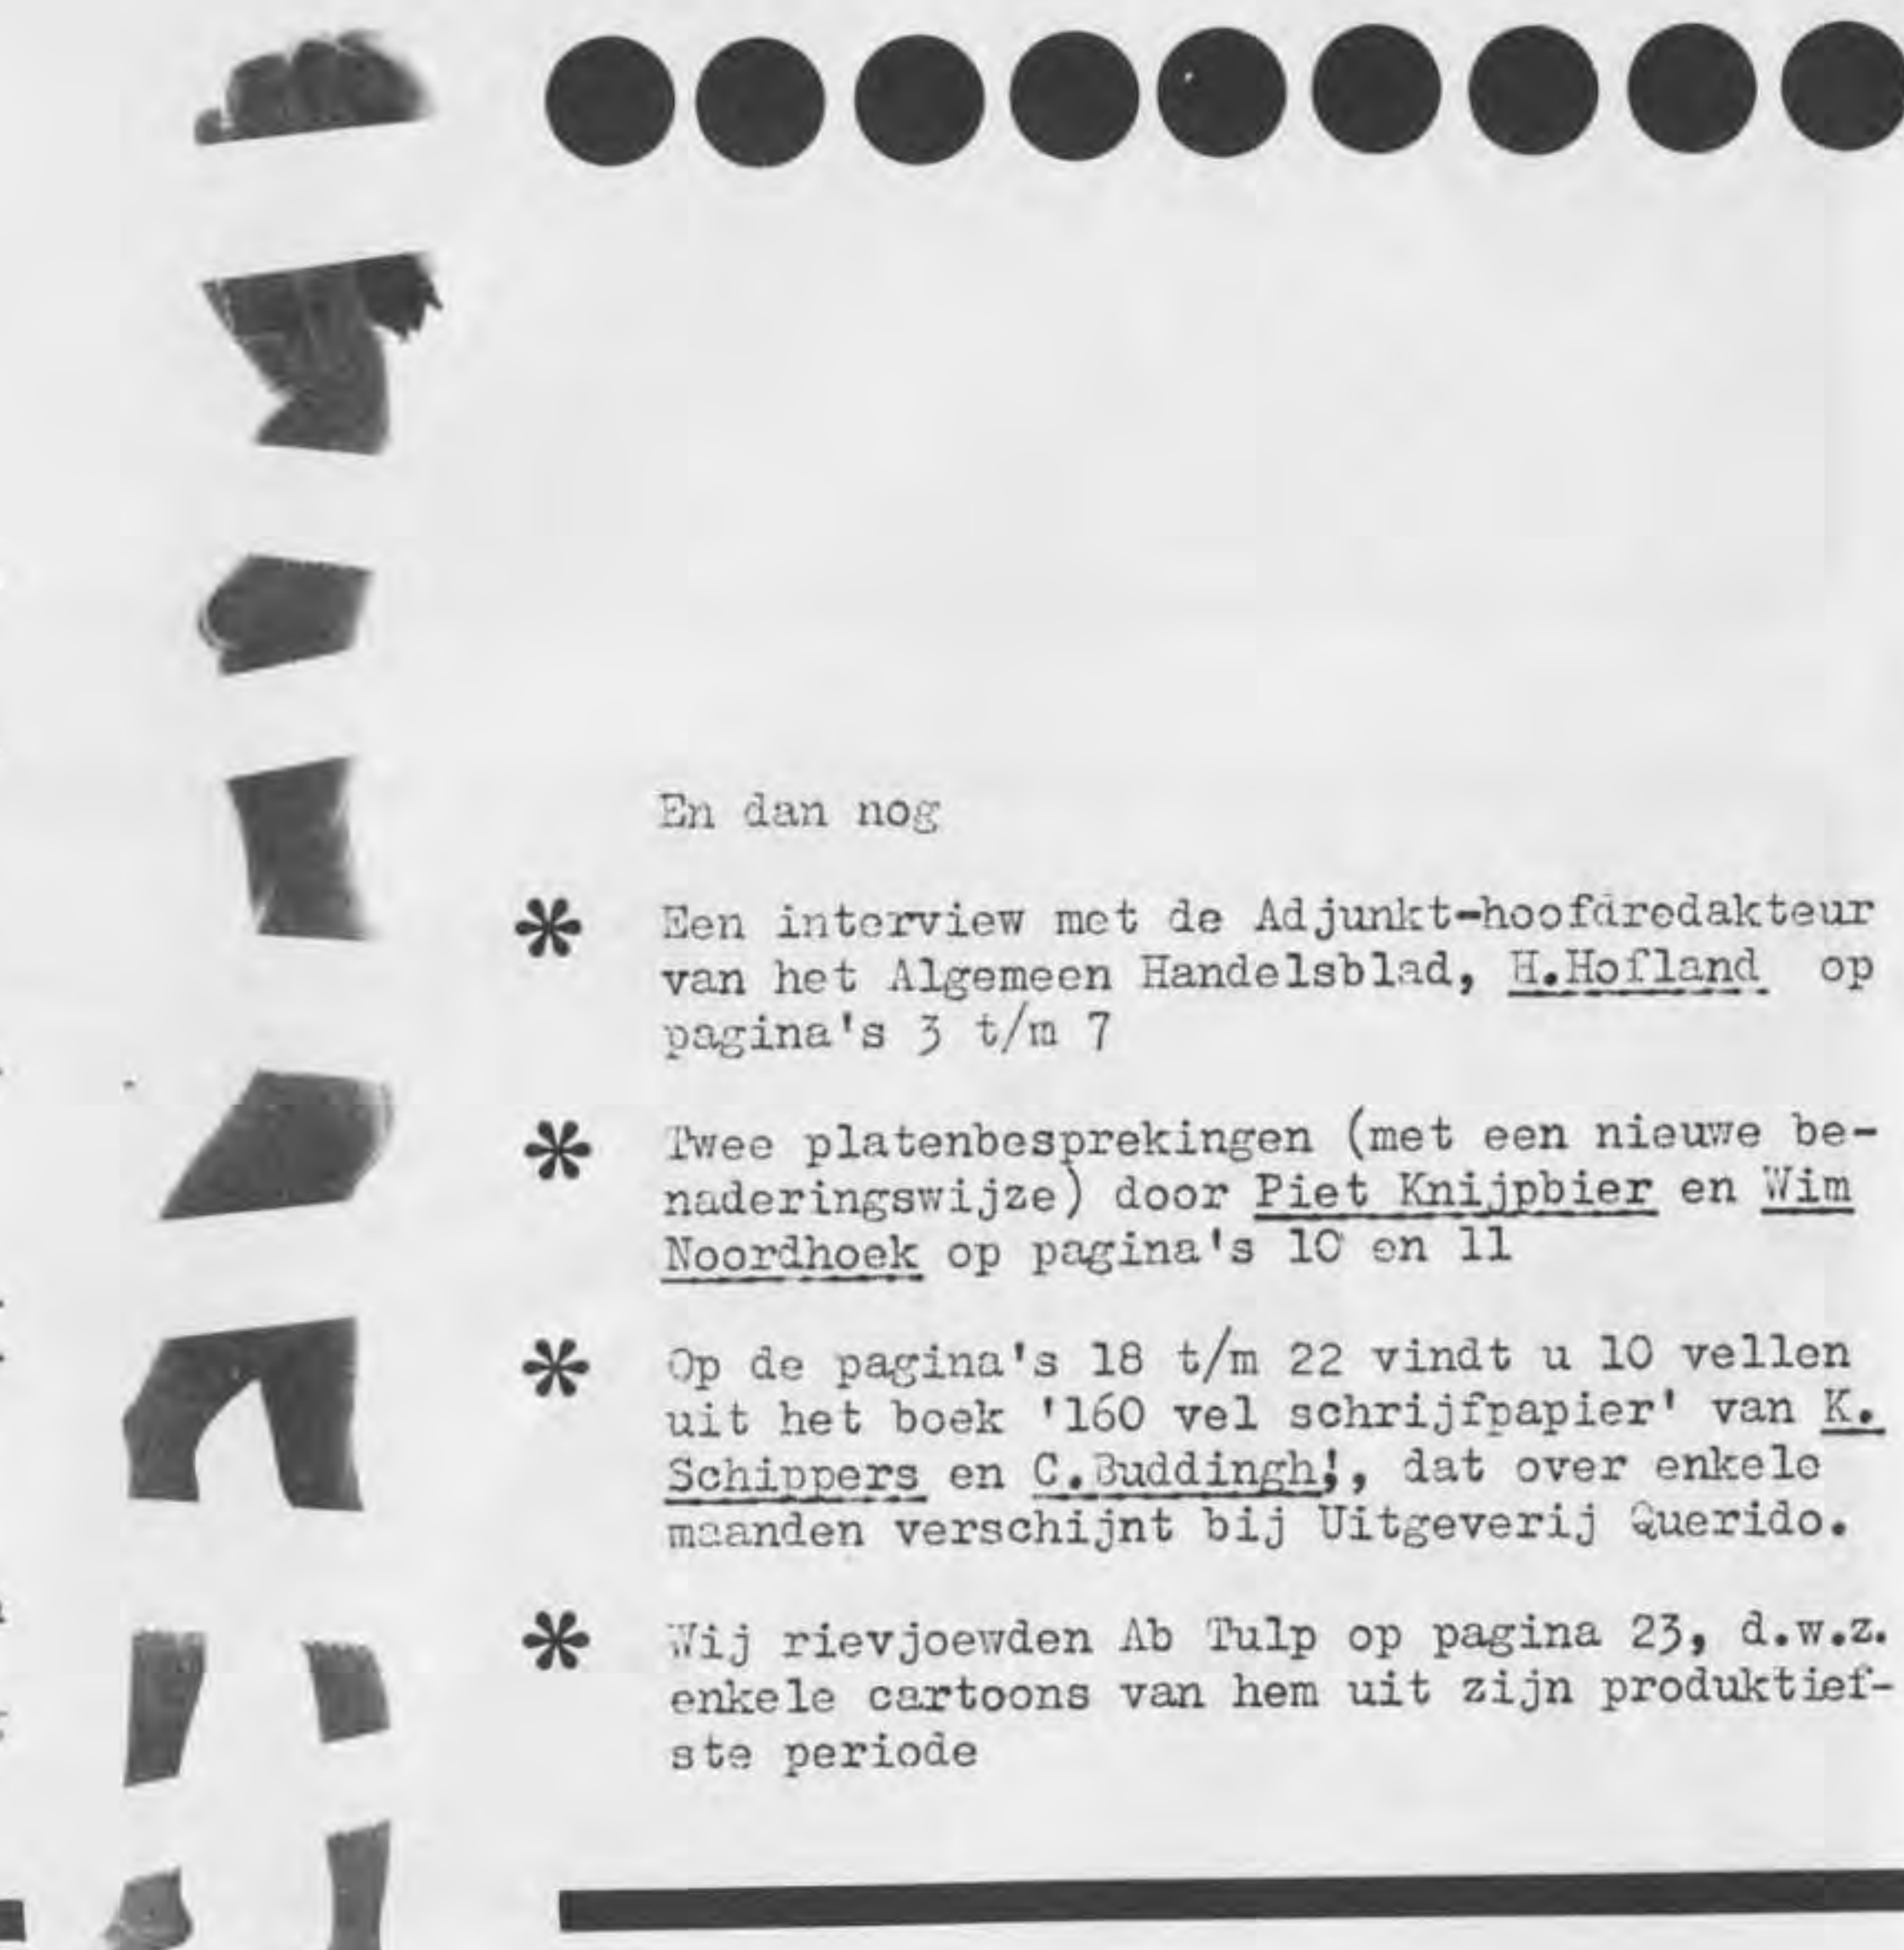 En dan nog
* Een interview met de Adjunkt-hoofdredakteur
van het Algemeen Handelsblad, H.Hofland op
pagina's 3 t/m 7
* Twee platenbesprekingen (met een nieuwe be-
naderingswijze) door Piet Knijpbier en Wim
Noordhoek op pagina's 10 en 11
* Op de pagina's 18 t/m 22 vindt u 10 vellen
uit het boek '160 vel schrijfpapier' van K.
Schippers en C.Buddingh', dat over enkele
maanden verschijnt bij Uitgeverij Querido.
* Wij rievjoewden Ab Tulp op pagina 23, d.w.z.
enkele cartoons van hem uit zijn produktief-
ste periode